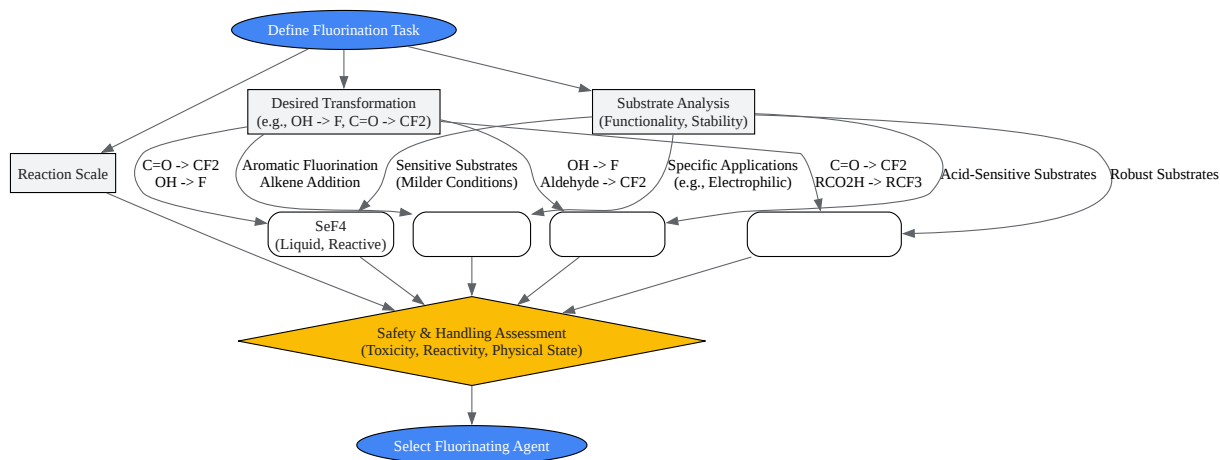 Define Fluorination Task
Desired Transformation
(e.g., OH -> F, C=O -> CF2)
Substrate Analysis
(Functionality, Stability)
Reaction Scale
C=O -> CF2
OH -> F
Aromatic Fluorination
Alkene Addition
Sensitive Substrates
(Milder Conditions)
OH -> F
Aldehyde -> CF2
Specific Applications
(e.g., Electrophilic)
C=O -> CF2
RCO2H -> RCF3
Acid-Sensitive Substrates
Robust Substrates
SeF4
(Liquid, Reactive)
Safety & Handling Assessment
(Toxicity, Reactivity, Physical State)
Select Fluorinating Agent